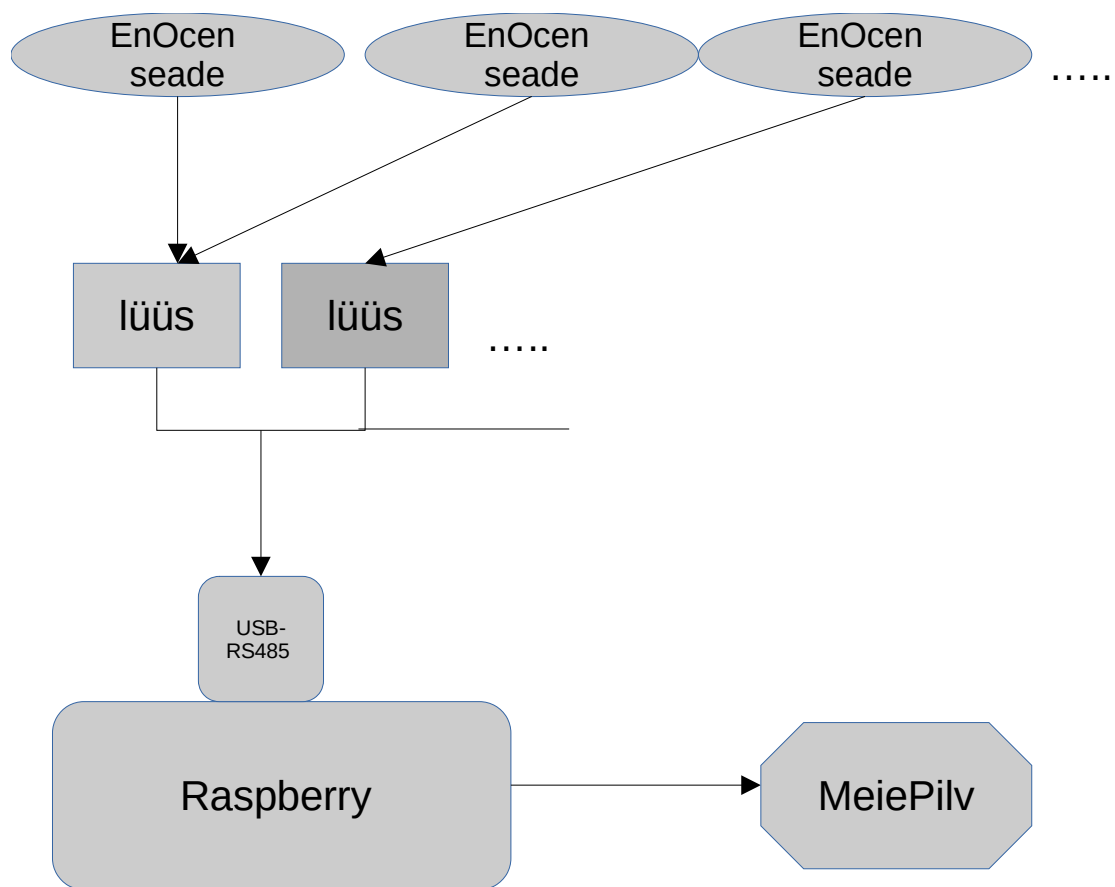 EnOcen
seade
EnOcen
seade
EnOcen
seade
…..
lüüs
lüüs
…..
USB-
RS485
Raspberry
MeiePilv